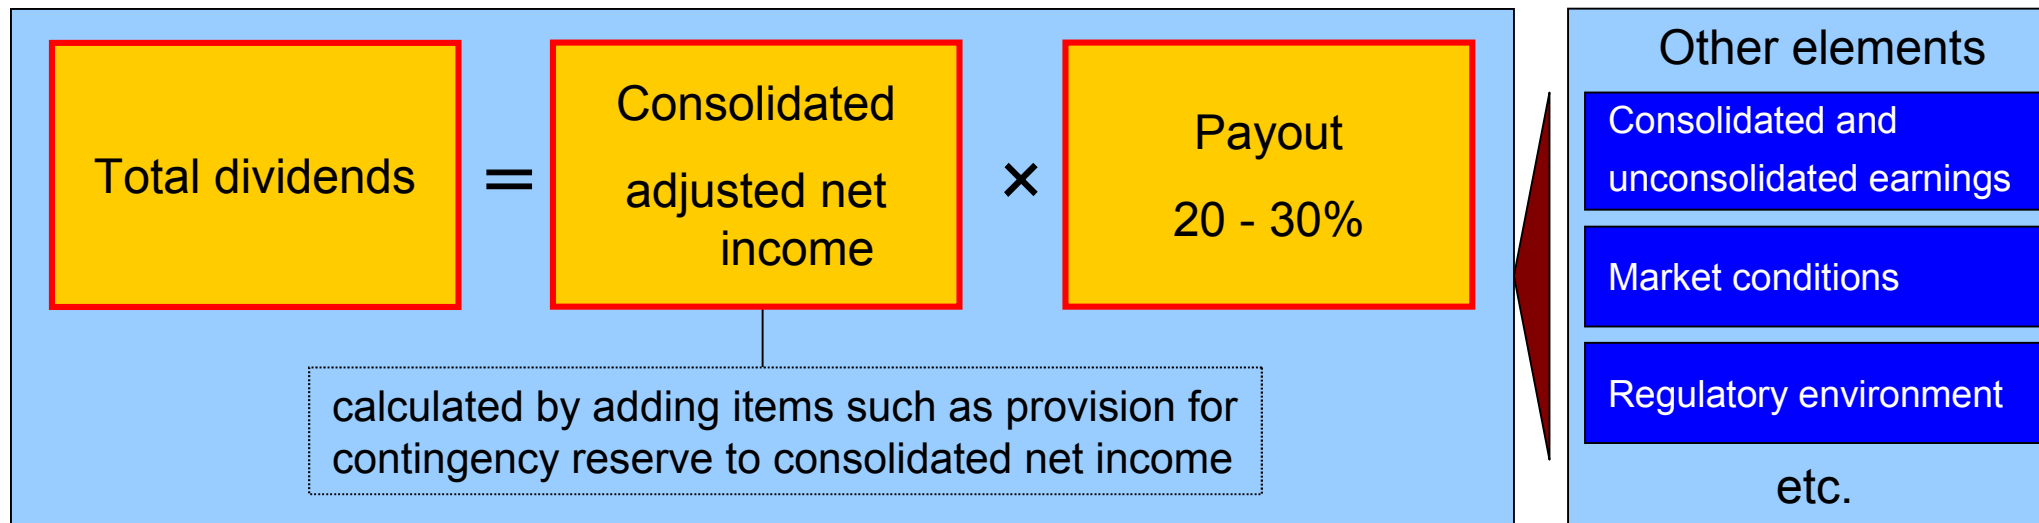 Total dividends
=
Consolidated
adjusted net
income
×
Payout
20 - 30%
calculated by adding items such as provision for
contingency reserve to consolidated net income
Other elements
Consolidated and
unconsolidated earnings
Market conditions
Regulatory environment
etc.